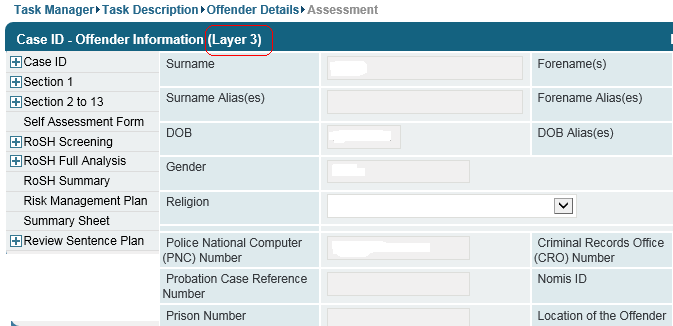 Task Manager Task Description Offender Details Assessment
Case ID - Offender Information (Layer 3)
Case ID
Section 1
Section 2 to 13
Self Assessment Form
RoSH Screening
RoSH Full Analysis
RoSH Summary
Risk Management Plan
Summary Sheet
Review Sentence Plan
Surname
Forename(s)
Surname Alias(es)
Forename Alias(es)
DOB
DOB Alias(es)
Gender
Religion
Police National Computer
(PNC) Number
Criminal Records Office
(CRO) Number
Probation Case Reference
Number
Nomis ID
Prison Number
Location of the Offender